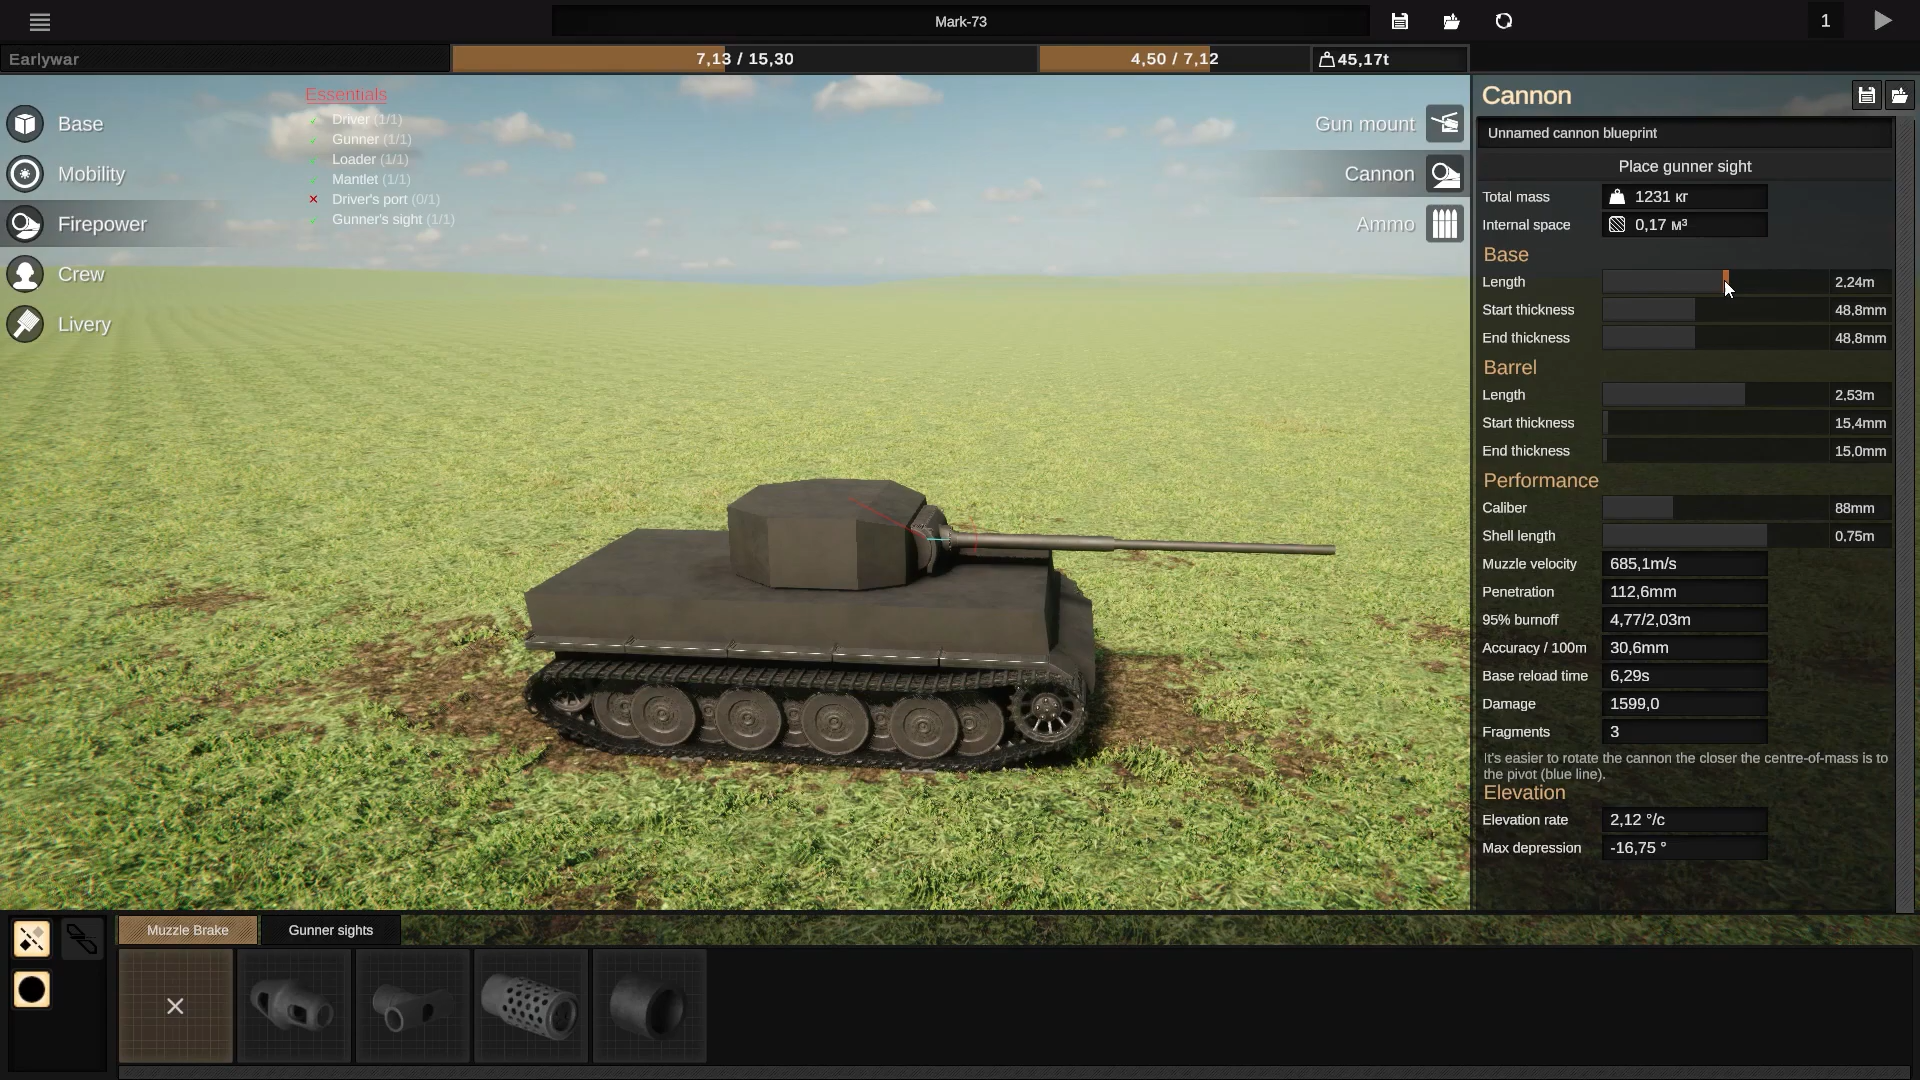 Mark-73
1
Earlywar
7,13 / 15,30
4,50 / 7,12
45,17t
Base
Mobility
Firepower
Crew
Livery
Essentials
Driver (1/1)
Gunner (1/1)
Loader (1/1)
Mantlet (1/1)
Driver's port (0/1)
Gunner's sight (1/1)
Gun mount
Cannon
Ammo
Cannon
Unnamed cannon blueprint
Place gunner sight
Total mass 1231 кг
Internal space 0,17 м³
Base
Length 2,24m
Start thickness 48,8mm
End thickness 48,8mm
Barrel
Length 2,53m
Start thickness 15,4mm
End thickness 15,0mm
Performance
Caliber 88mm
Shell length 0,75m
Muzzle velocity 685,1m/s
Penetration 112,6mm
95% burnoff 4,77/2,03m
Accuracy / 100m 30,6mm
Base reload time 6,29s
Damage 1599,0
Fragments 3
It's easier to rotate the cannon the closer the centre-of-mass is to
the pivot (blue line).
Elevation
Elevation rate 2,12 °/c
Max depression -16,75 °
Muzzle Brake
Gunner sights